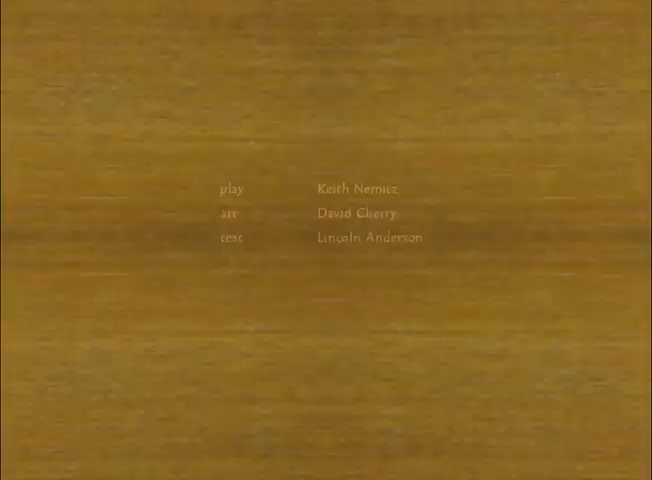 play Keith Nemitz
art David Cherry
text Lincoln Anderson